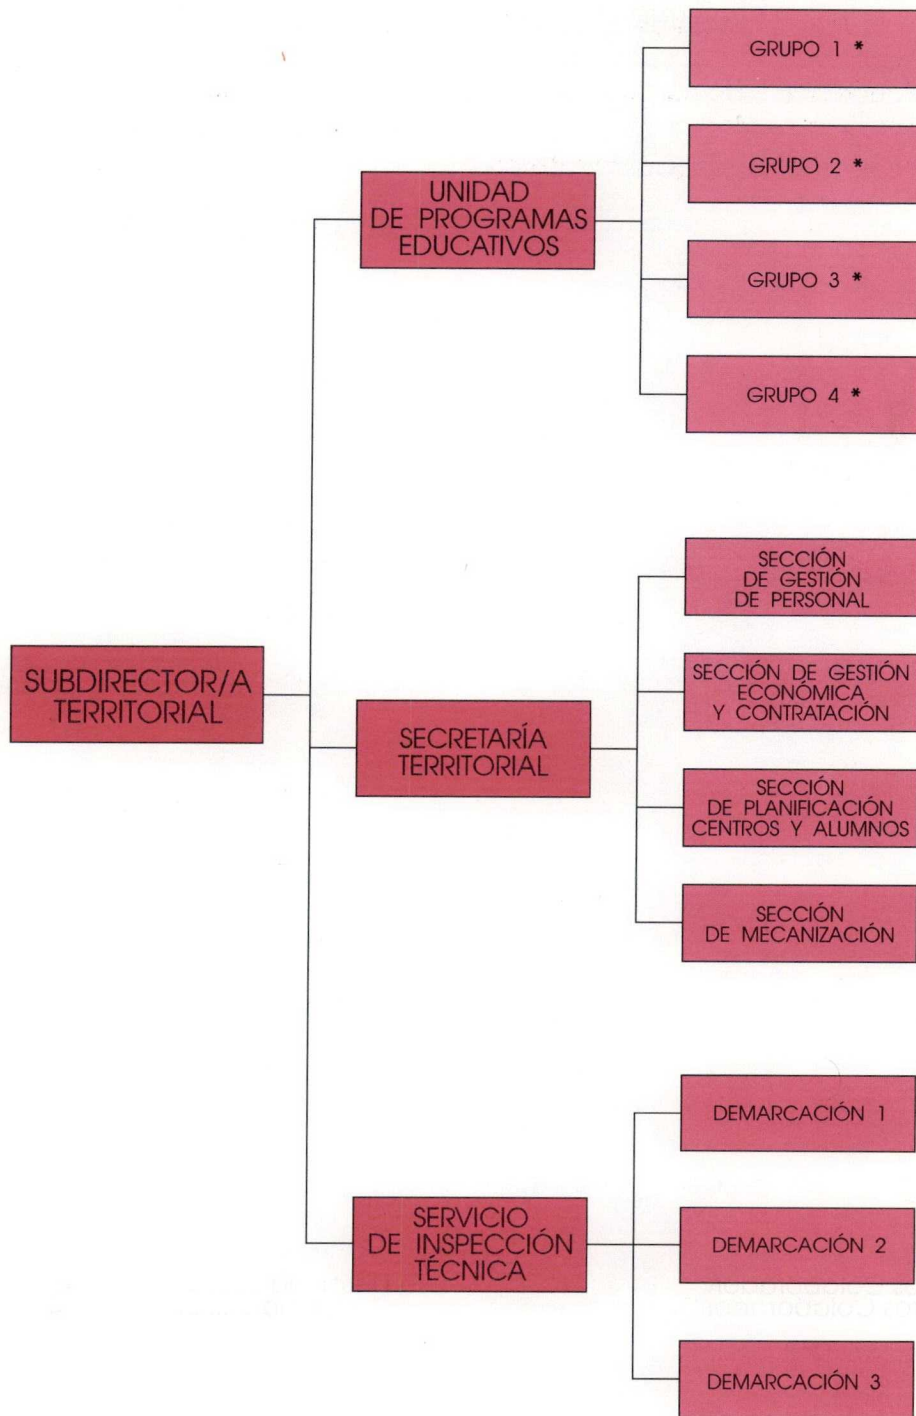 GRUPO 1 *
GRUPO 2 *
GRUPO 3 *
GRUPO 4 *
UNIDAD
DE PROGRAMAS
EDUCATIVOS
SECCIÓN
DE GESTIÓN
DE PERSONAL
SECCIÓN DE GESTIÓN
ECONÓMICA
Y CONTRATACIÓN
SECCIÓN
DE PLANIFICACIÓN
CENTROS Y ALUMNOS
SECCIÓN
DE MECANIZACIÓN
SUBDIRECTOR/A
TERRITORIAL
SECRETARÍA
TERRITORIAL
DEMARCACIÓN 1
DEMARCACIÓN 2
DEMARCACIÓN 3
SERVICIO
DE INSPECCIÓN
TÉCNICA